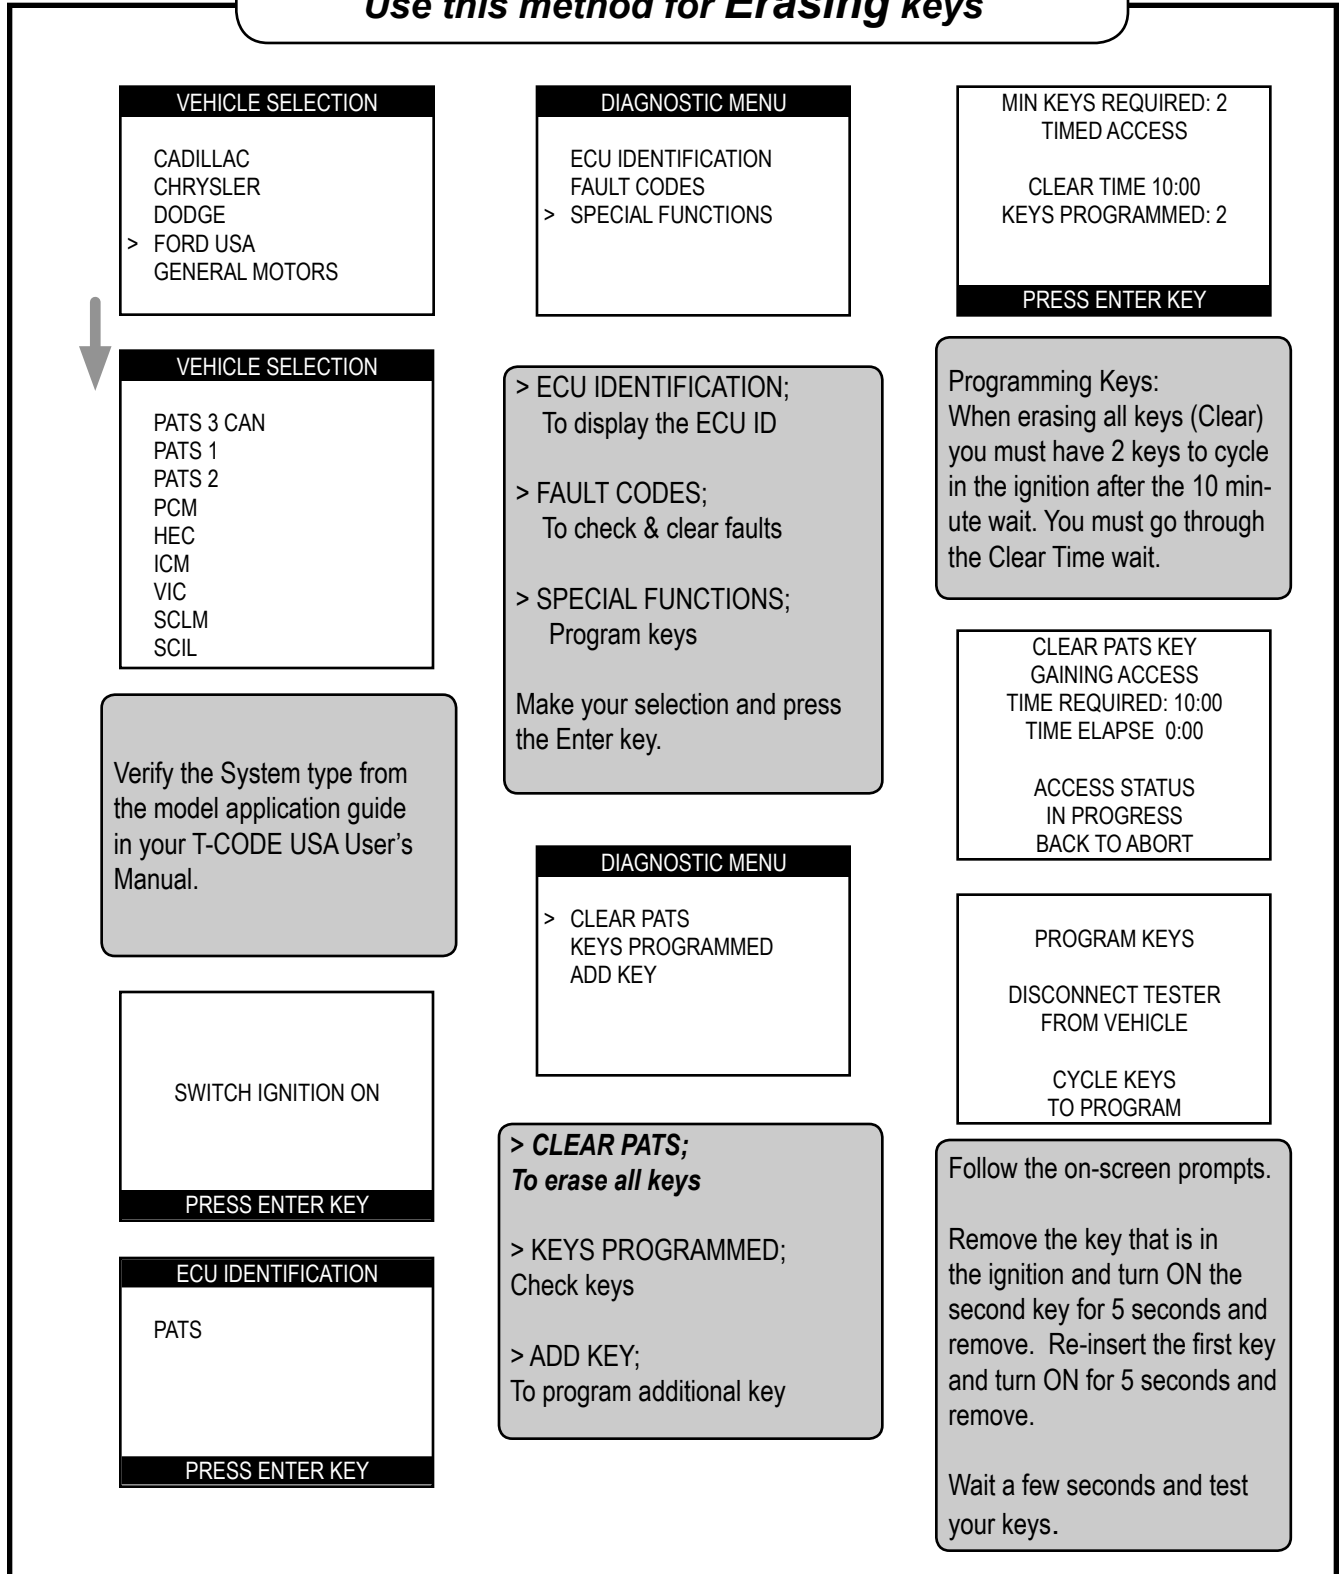 Use this method for Erasing keys
VEHICLE SELECTION
CADILLAC
CHRYSLER
DODGE
> FORD USA
GENERAL MOTORS
VEHICLE SELECTION
PATS 3 CAN
PATS 1
PATS 2
PCM
HEC
ICM
VIC
SCLM
SCIL
Verify the System type from
the model application guide
in your T-CODE USA User's
Manual.
SWITCH IGNITION ON
PRESS ENTER KEY
ECU IDENTIFICATION
PATS
PRESS ENTER KEY
DIAGNOSTIC MENU
ECU IDENTIFICATION
FAULT CODES
> SPECIAL FUNCTIONS
> ECU IDENTIFICATION;
To display the ECU ID
> FAULT CODES;
To check & clear faults
> SPECIAL FUNCTIONS;
Program keys
Make your selection and press
the Enter key.
DIAGNOSTIC MENU
> CLEAR PATS
KEYS PROGRAMMED
ADD KEY
> CLEAR PATS;
To erase all keys
> KEYS PROGRAMMED;
Check keys
> ADD KEY;
To program additional key
MIN KEYS REQUIRED: 2
TIMED ACCESS
CLEAR TIME 10:00
KEYS PROGRAMMED: 2
PRESS ENTER KEY
Programming Keys:
When erasing all keys (Clear)
you must have 2 keys to cycle
in the ignition after the 10 min-
ute wait. You must go through
the Clear Time wait.
CLEAR PATS KEY
GAINING ACCESS
TIME REQUIRED: 10:00
TIME ELAPSE 0:00
ACCESS STATUS
IN PROGRESS
BACK TO ABORT
PROGRAM KEYS
DISCONNECT TESTER
FROM VEHICLE
CYCLE KEYS
TO PROGRAM
Follow the on-screen prompts.
Remove the key that is in
the ignition and turn ON the
second key for 5 seconds and
remove. Re-insert the first key
and turn ON for 5 seconds and
remove.
Wait a few seconds and test
your keys.